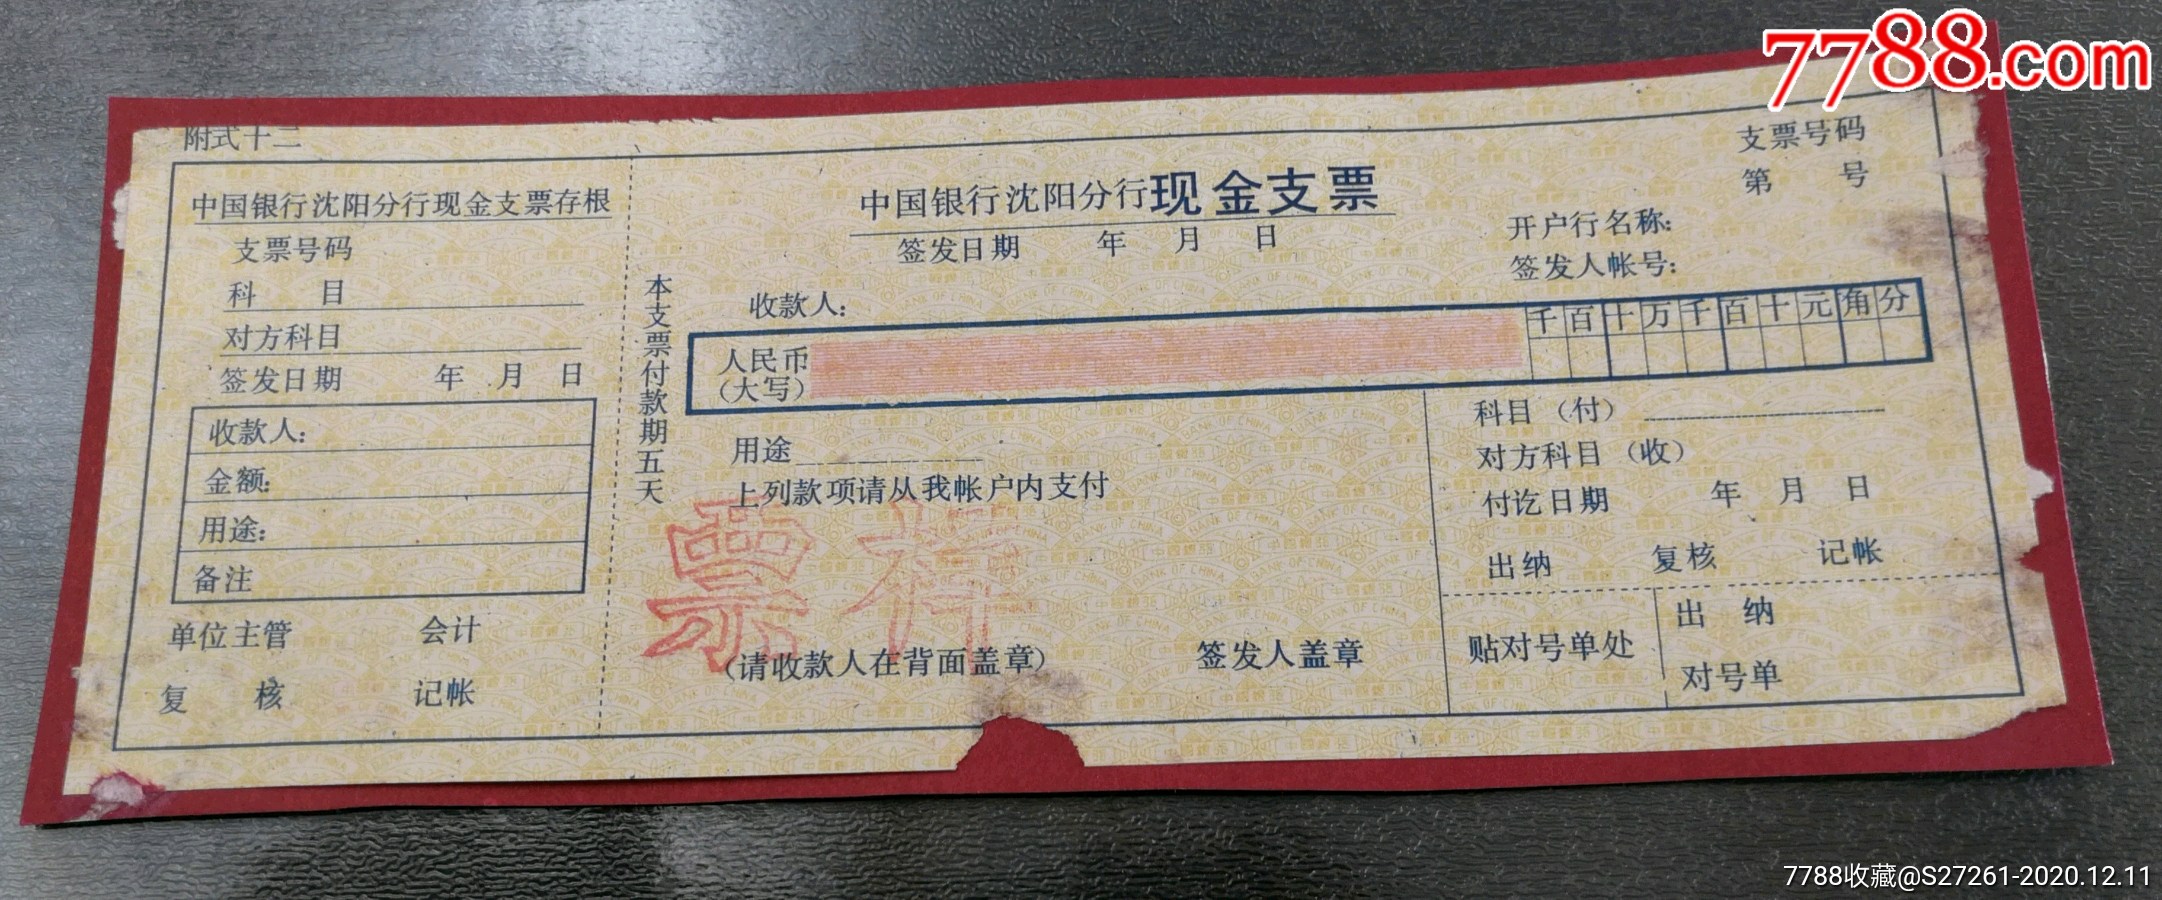 7788.com
附式十二
中国银行沈阳分行现金支票存根
支票号码
科 目
对方科目
签发日期 年 月 日
收款人:
金额:
用途:
备注
单位主管 会计
复 核 记帐
本支票付款期五天
中国银行沈阳分行现金支票
签发日期 年 月 日
支票号码
第 号
开户行名称:
签发人帐号:
收款人:
人民币
(大写)
千百十万千百十元角分
用途
上列款项请从我帐户内支付
票样
(请收款人在背面盖章)
签发人盖章
科目（付）
对方科目（收）
付讫日期 年 月 日
出纳 复核 记帐
贴对号单处
出 纳
对号单
7788收藏@S27261-2020.12.11